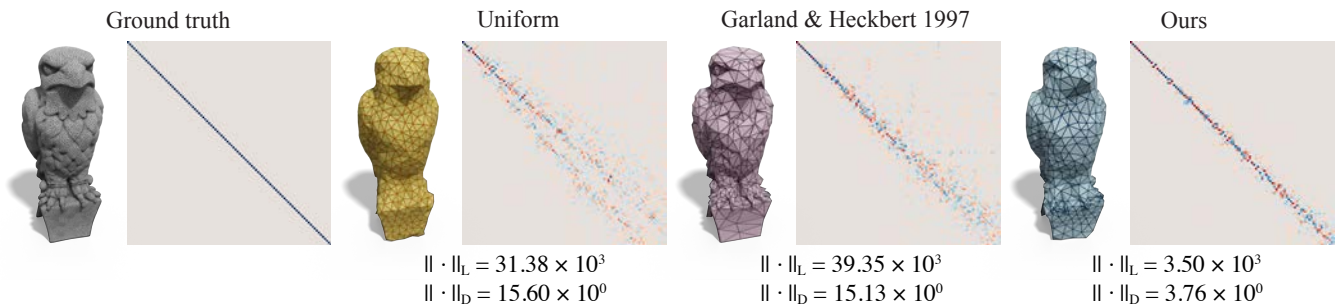 Ground truth
Uniform
Garland & Heckbert 1997
Ours
‖ · ‖L = 31.38 × 10³
‖ · ‖D = 15.60 × 10⁰
‖ · ‖L = 39.35 × 10³
‖ · ‖D = 15.13 × 10⁰
‖ · ‖L = 3.50 × 10³
‖ · ‖D = 3.76 × 10⁰